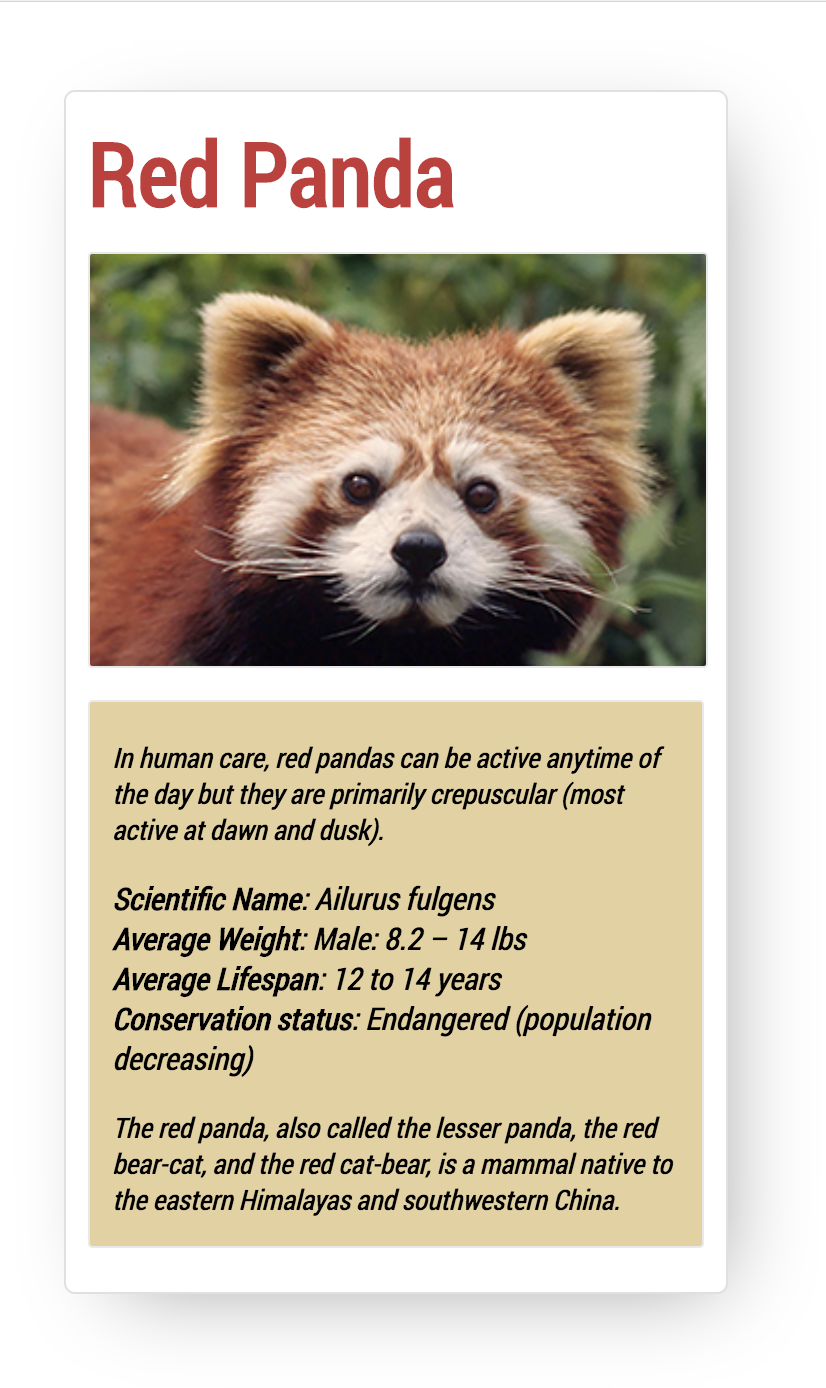 Red Panda
In human care, red pandas can be active anytime of
the day but they are primarily crepuscular (most
active at dawn and dusk).
Scientific Name: Ailurus fulgens
Average Weight: Male: 8.2 – 14 lbs
Average Lifespan: 12 to 14 years
Conservation status: Endangered (population
decreasing)
The red panda, also called the lesser panda, the red
bear-cat, and the red cat-bear, is a mammal native to
the eastern Himalayas and southwestern China.